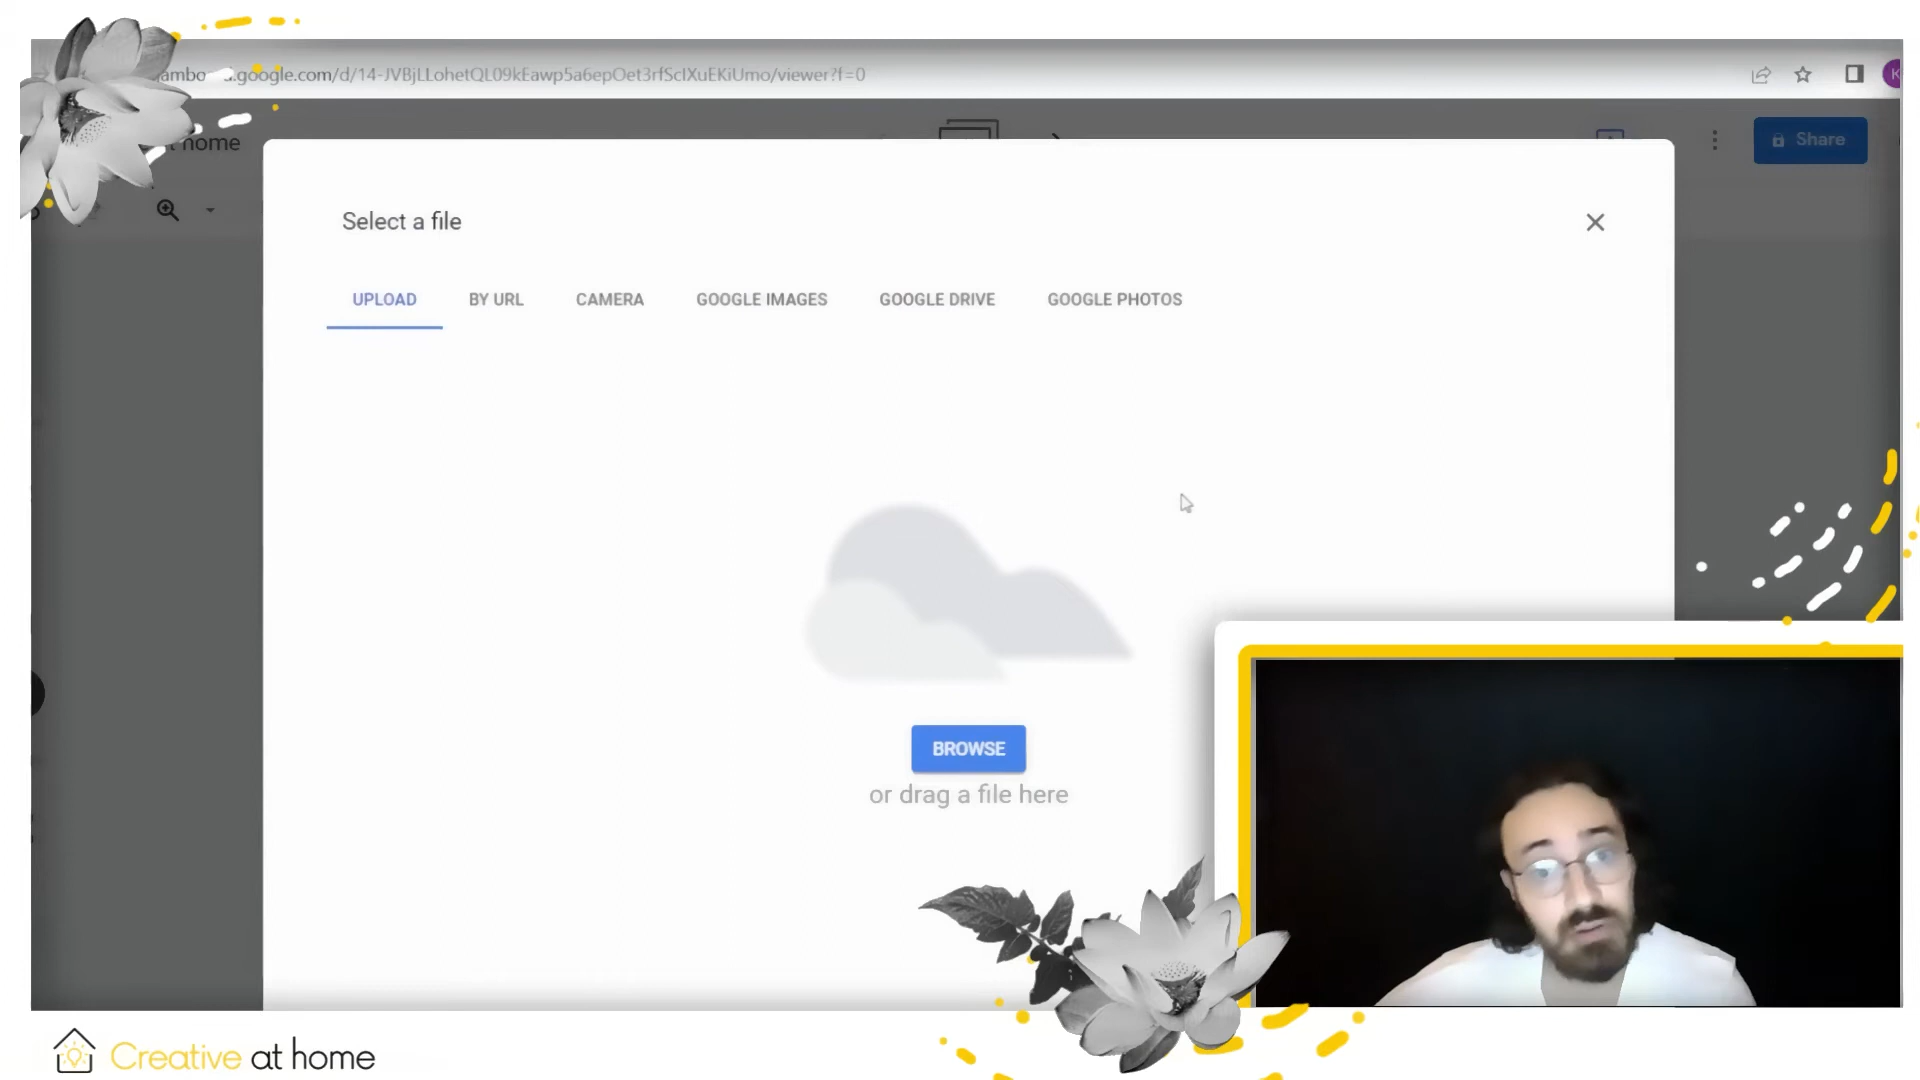 .google.com/d/14-JVBjLLohetQL09kEawp5a6epOet3rfScIXuEKiUmo/viewer?f=0
K
home
Share
Select a file
UPLOAD BY URL CAMERA GOOGLE IMAGES GOOGLE DRIVE GOOGLE PHOTOS
BROWSE
or drag a file here
Creative at home